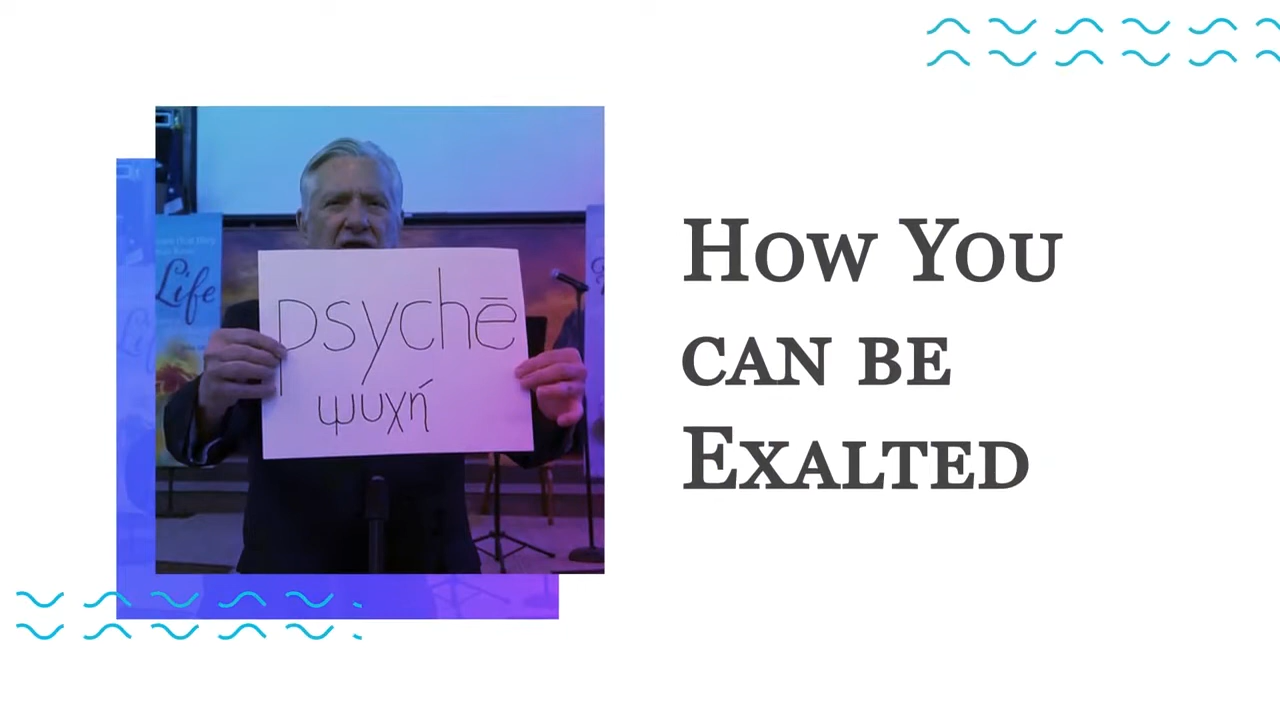 Life
psychē
ψυχή
How You
can be
Exalted